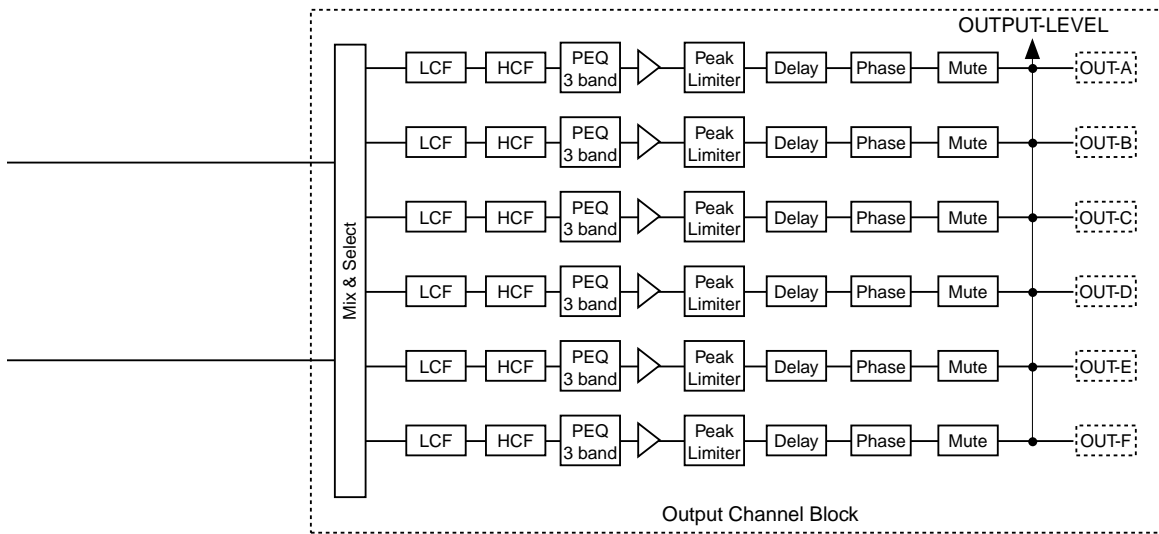 OUTPUT-LEVEL
Mix & Select
LCF HCF PEQ 3 band Peak Limiter Delay Phase Mute OUT-A
LCF HCF PEQ 3 band Peak Limiter Delay Phase Mute OUT-B
LCF HCF PEQ 3 band Peak Limiter Delay Phase Mute OUT-C
LCF HCF PEQ 3 band Peak Limiter Delay Phase Mute OUT-D
LCF HCF PEQ 3 band Peak Limiter Delay Phase Mute OUT-E
LCF HCF PEQ 3 band Peak Limiter Delay Phase Mute OUT-F
Output Channel Block